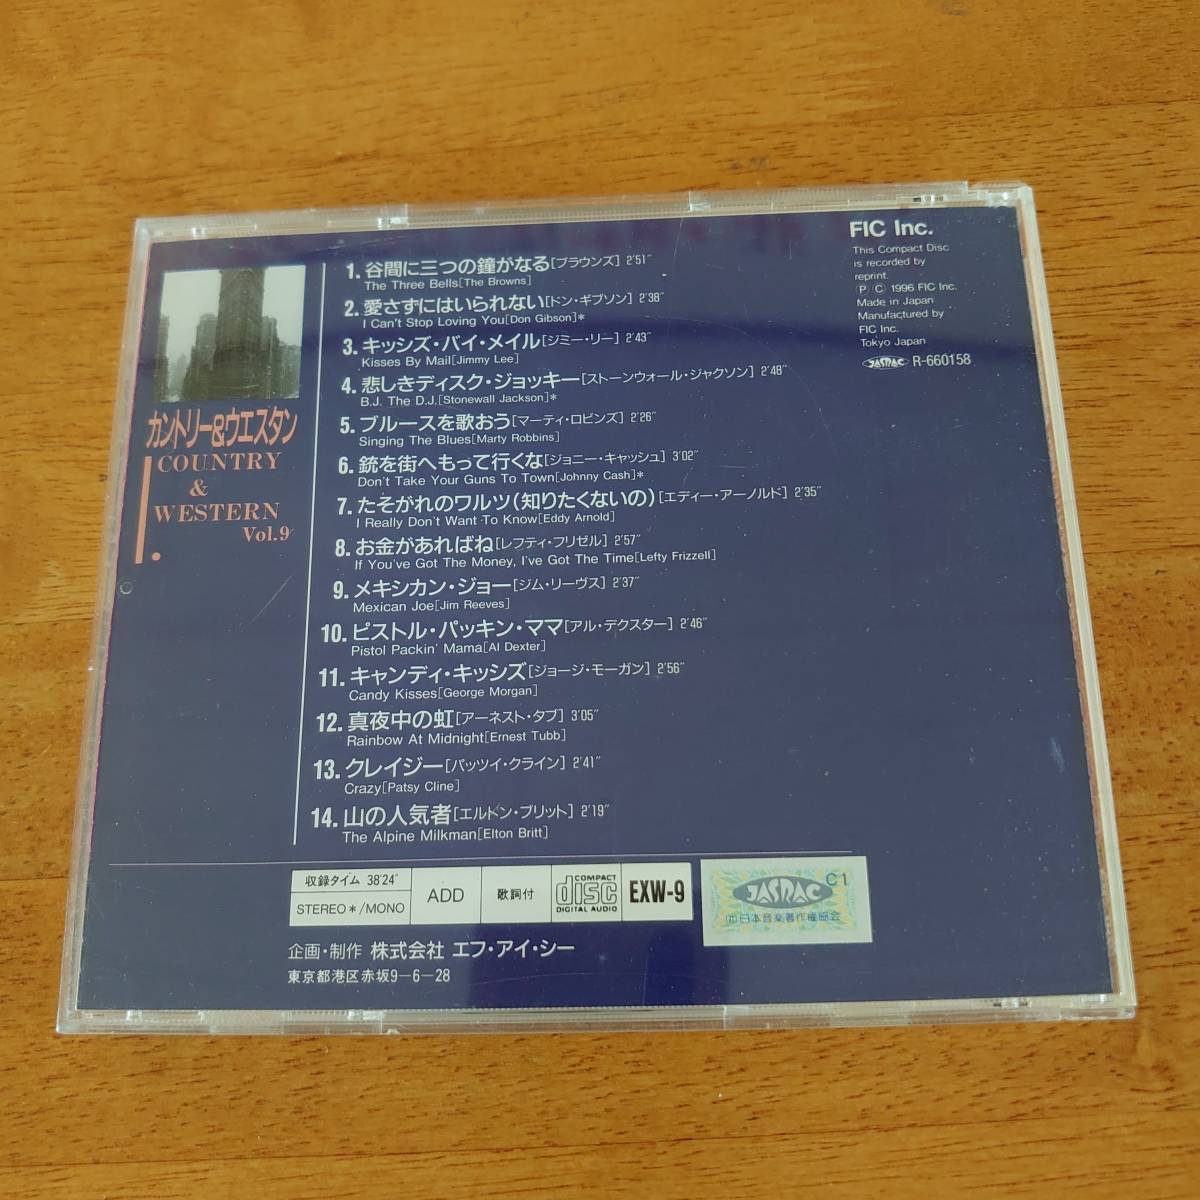 FIC Inc.
This Compact Disc
is recorded by
reprint.
Ⓟ Ⓒ 1996 FIC Inc.
Made in Japan
Manufactured by
FIC Inc.
Tokyo Japan
JASRAC R-660158
カントリー&ウエスタン
COUNTRY
&
WESTERN
Vol.9
1. 谷間に三つの鐘がなる[ブラウンズ] 2'51"
The Three Bells[The Browns]
2. 愛さずにはいられない[ドン・ギブソン] 2'38"
I Can't Stop Loving You[Don Gibson]*
3. キッシズ・バイ・メイル[ジミー・リー] 2'43"
Kisses By Mail[Jimmy Lee]
4. 悲しきディスク・ジョッキー[ストーンウォール・ジャクソン] 2'48"
B.J. The D.J.[Stonewall Jackson]*
5. ブルースを歌おう[マーティ・ロビンズ] 2'26"
Singing The Blues[Marty Robbins]
6. 銃を街へもって行くな[ジョニー・キャッシュ] 3'02"
Don't Take Your Guns To Town[Johnny Cash]*
7. たそがれのワルツ(知りたくないの)[エディー・アーノルド] 2'35"
I Really Don't Want To Know[Eddy Arnold]
8. お金があればね[レフティ・フリゼル] 2'57"
If You've Got The Money, I've Got The Time[Lefty Frizzell]
9. メキシカン・ジョー[ジム・リーヴス] 2'37"
Mexican Joe[Jim Reeves]
10. ピストル・パッキン・ママ[アル・デクスター] 2'46"
Pistol Packin' Mama[Al Dexter]
11. キャンディ・キッシズ[ジョージ・モーガン] 2'56"
Candy Kisses[George Morgan]
12. 真夜中の虹[アーネスト・タブ] 3'05"
Rainbow At Midnight[Ernest Tubb]
13. クレイジー[パッツイ・クライン] 2'41"
Crazy[Patsy Cline]
14. 山の人気者[エルトン・ブリット] 2'19"
The Alpine Milkman[Elton Britt]
収録タイム 38'24"
STEREO*/MONO
ADD
歌詞付
COMPACT
disc
DIGITAL AUDIO
EXW-9
JASRAC C1
(社)日本音楽著作権協会
企画・制作 株式会社 エフ・アイ・シー
東京都港区赤坂9-6-28